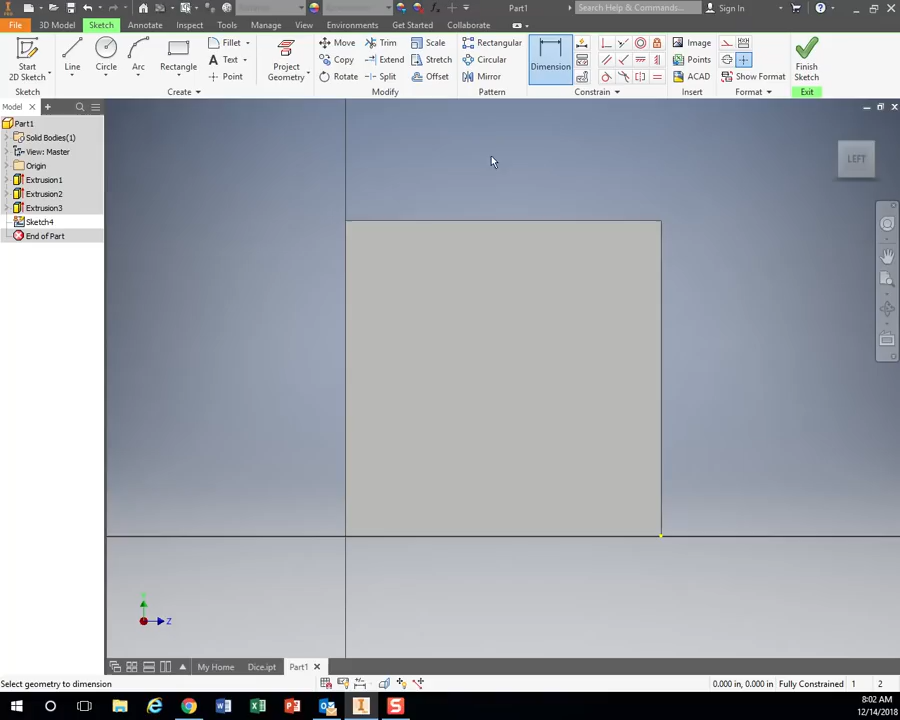 Part1
Search Help & Commands...
Sign In
File
3D Model
Sketch
Annotate
Inspect
Tools
Manage
View
Environments
Get Started
Collaborate
Start
2D Sketch
Line
Circle
Arc
Rectangle
Fillet
Text
Point
Project
Geometry
Move
Copy
Rotate
Trim
Extend
Split
Scale
Stretch
Offset
Rectangular
Circular
Mirror
Dimension
Image
Points
ACAD
Show Format
Finish
Sketch
Sketch
Create
Modify
Pattern
Constrain
Insert
Format
Exit
Model
Part1
Solid Bodies(1)
View: Master
Origin
Extrusion1
Extrusion2
Extrusion3
Sketch4
End of Part
LEFT
Z
My Home
Dice.ipt
Part1
Select geometry to dimension
0.000 in, 0.000 in
Fully Constrained
1
2
8:02 AM
12/14/2018